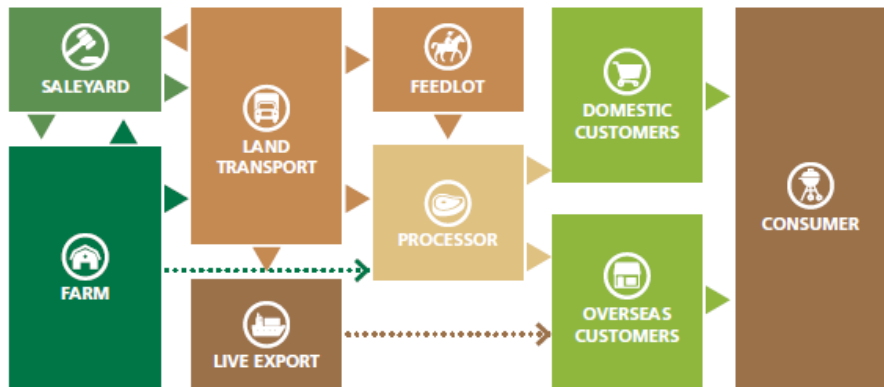 SALEYARD
FARM
LAND
TRANSPORT
LIVE EXPORT
FEEDLOT
PROCESSOR
DOMESTIC
CUSTOMERS
OVERSEAS
CUSTOMERS
CONSUMER